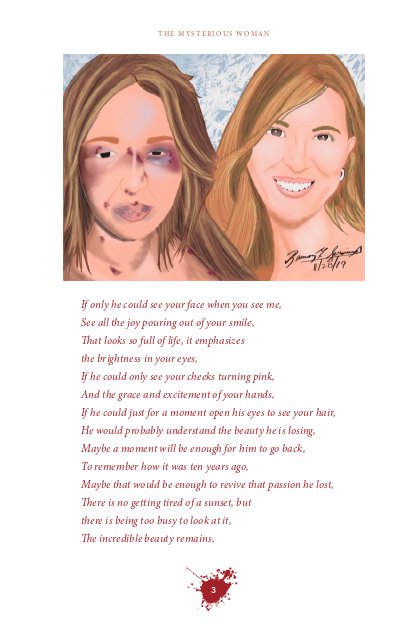 THE MYSTERIOUS WOMAN
11/20/19
If only he could see your face when you see me,
See all the joy pouring out of your smile,
That looks so full of life, it emphasizes
the brightness in your eyes,
If he could only see your cheeks turning pink,
And the grace and excitement of your hands,
If he could just for a moment open his eyes to see your hair,
He would probably understand the beauty he is losing.
Maybe a moment will be enough for him to go back,
To remember how it was ten years ago,
Maybe that would be enough to revive that passion he lost,
There is no getting tired of a sunset, but
there is being too busy to look at it,
The incredible beauty remains,
3